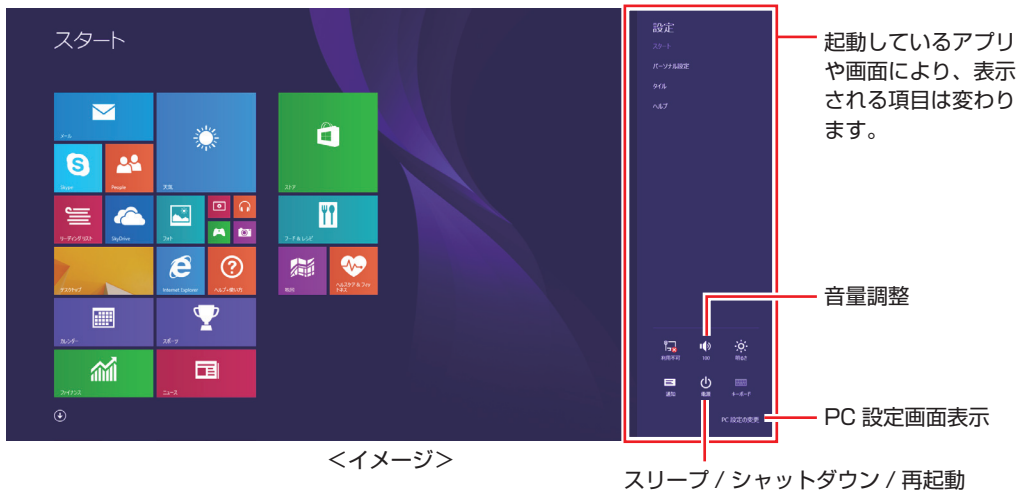 スタート
メール
Skype
People
天気
ストア
リーディングリスト
SkyDrive
フォト
フード & レシピ
デスクトップ
Internet Explorer
ヘルプ+使い方
地図
ヘルスケア & フィットネス
カレンダー
スポーツ
ファイナンス
ニュース
設定
スタート
パーソナル設定
タイル
ヘルプ
利用不可
100
明るさ
通知
電源
キーボード
PC 設定の変更
起動しているアプリ
や画面により、表示
される項目は変わり
ます。
音量調整
PC 設定画面表示
スリープ / シャットダウン / 再起動
＜イメージ＞